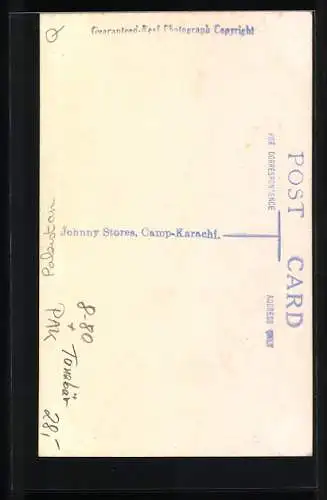 Guaranteed Real Photograph Copyright
POST CARD
FOR CORRESPONDENCE
ADDRESS ONLY
Johnny Stores, Camp-Karachi.
Pakistan
8-80
+ Tonobär
PAK
28,-